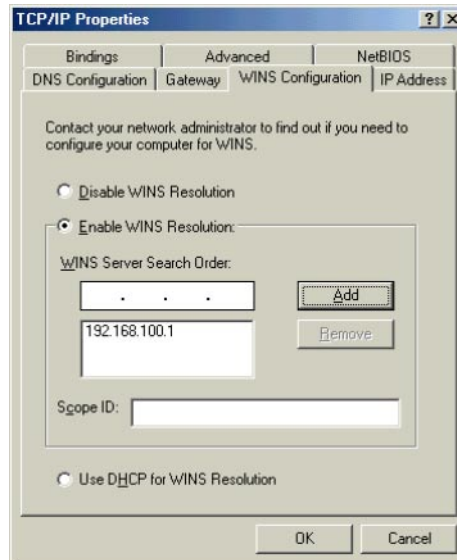 TCP/IP Properties
Bindings Advanced NetBIOS
DNS Configuration Gateway WINS Configuration IP Address
Contact your network administrator to find out if you need to
configure your computer for WINS.
Disable WINS Resolution
Enable WINS Resolution:
WINS Server Search Order:
. . .
Add
192.168.100.1
Remove
Scope ID:
Use DHCP for WINS Resolution
OK Cancel